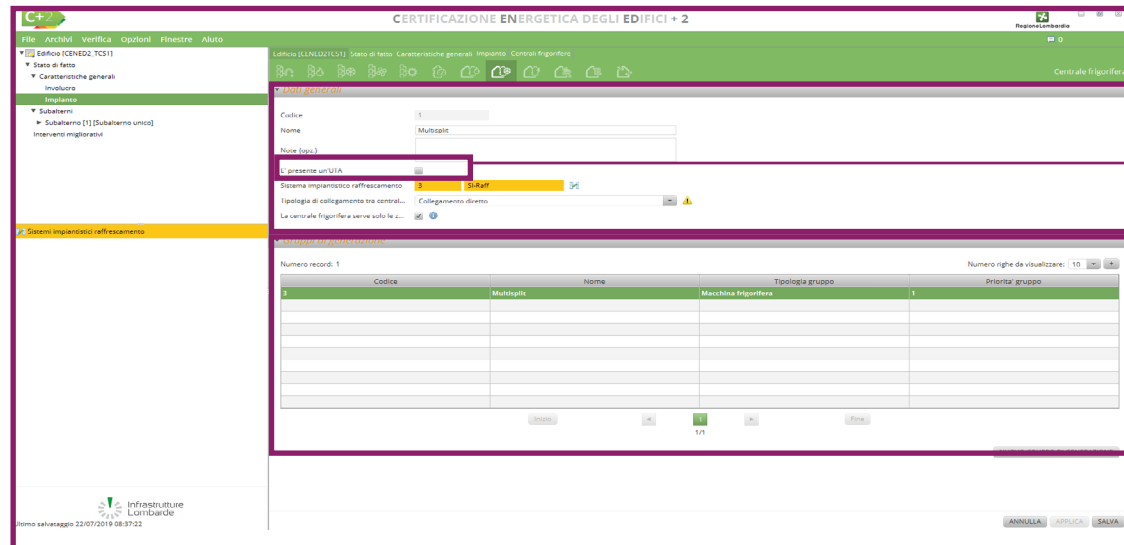 C+2
CERTIFICAZIONE ENERGETICA DEGLI EDIFICI + 2
RegioneLombardia
File Archivi Verifica Opzioni Finestre Aiuto
0
Edificio [CENED2_TCS1]
Stato di fatto
Caratteristiche generali
Involucro
Impianto
Subalterni
Subalterno [1] [Subalterno unico]
Interventi migliorativi
Sistemi impiantistici raffrescamento
Edificio [CENED2TCS1] Stato di fatto Caratteristiche generali Impianto Centrali frigorifere
Centrale frigorifera
Dati generali
Codice 1
Nome Multisplit
Note (opz.)
E' presente un'UTA
Sistema impiantistico raffrescamento 3 SI-Raff
Tipologia di collegamento tra central... Collegamento diretto
La centrale frigorifera serve solo le z...
Gruppi di generazione
Numero record: 1
Numero righe da visualizzare: 10
Codice Nome Tipologia gruppo Priorita' gruppo
3 Multisplit Macchina frigorifera 1
Inizio 1 Fine
1/1
Infrastrutture
Lombarde
Ultimo salvataggio 22/07/2019 08:37:22
ANNULLA APPLICA SALVA